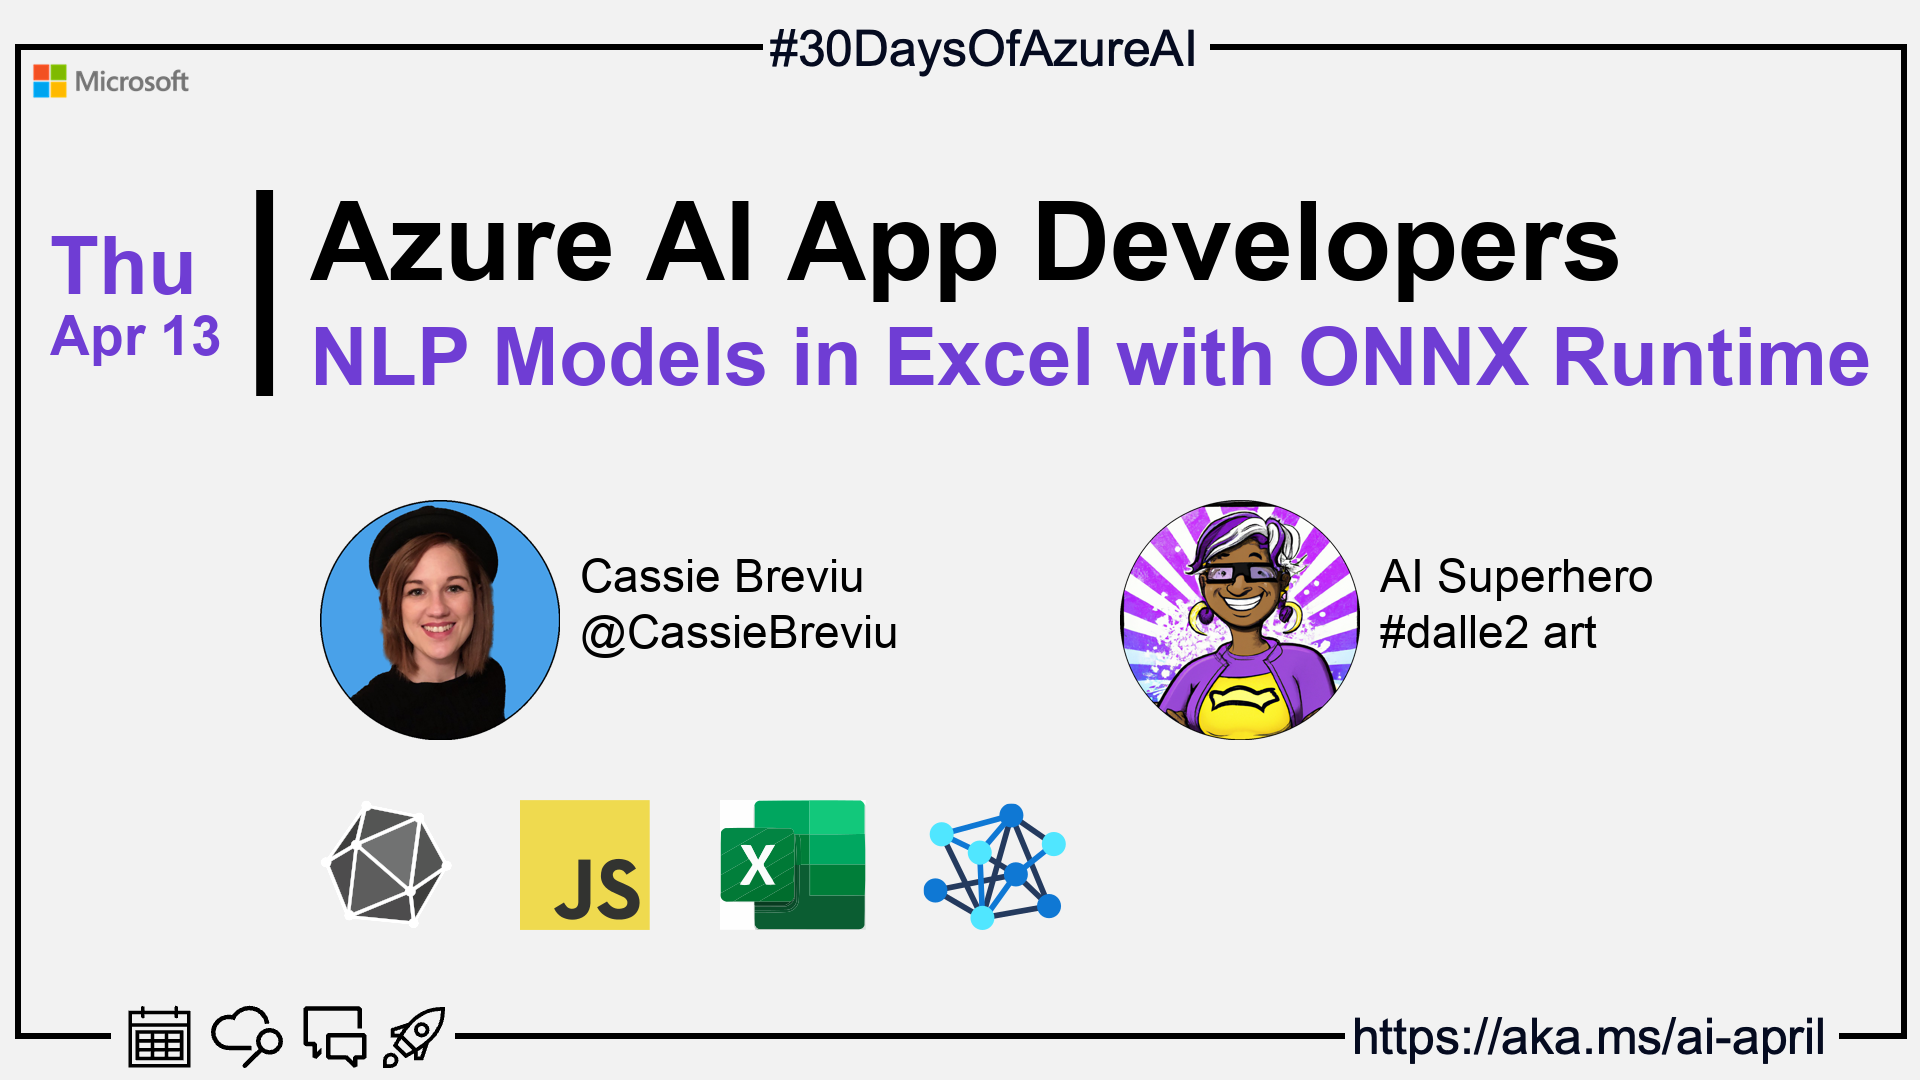 #30DaysOfAzureAI
Microsoft
Thu
Apr 13
Azure AI App Developers
NLP Models in Excel with ONNX Runtime
Cassie Breviu
@CassieBreviu
AI Superhero
#dalle2 art
JS
X
https://aka.ms/ai-april